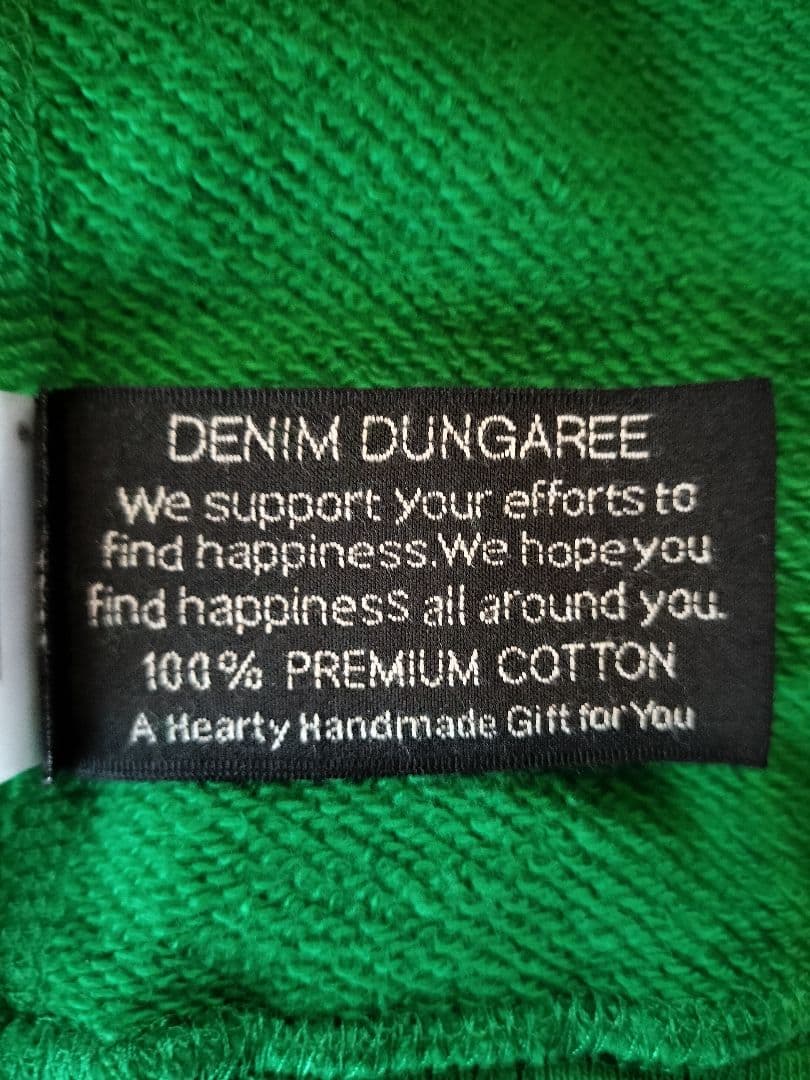 DENIM DUNGAREE
We support your efforts to
find happiness.We hope you
find happiness all around you.
100% PREMIUM COTTON
A Hearty Handmade Gift for You